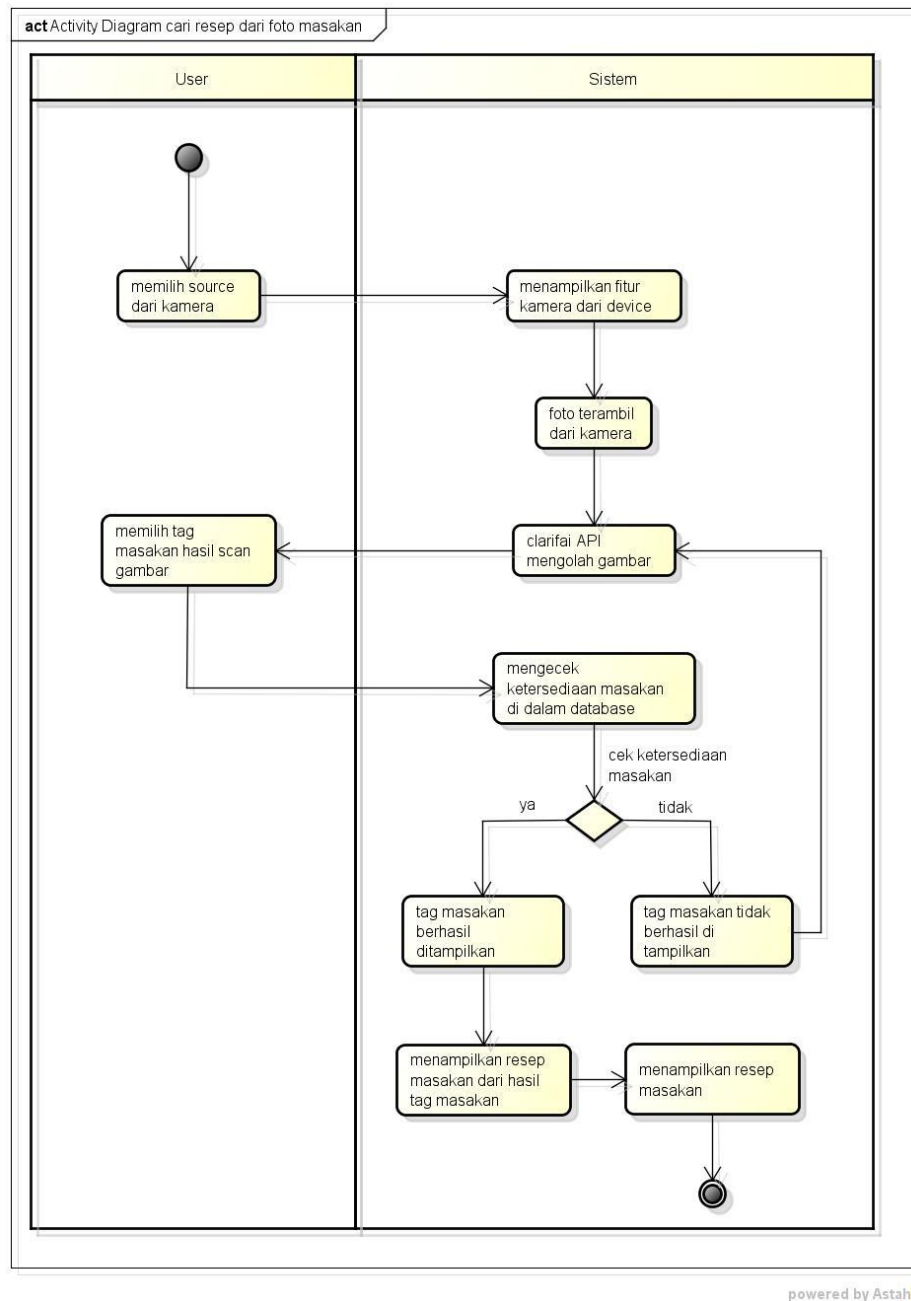 act Activity Diagram cari resep dari foto masakan
User
Sistem
memilih source
dari kamera
menampilkan fitur
kamera dari device
foto terambil
dari kamera
memilih tag
masakan hasil scan
gambar
clarifai API
mengolah gambar
mengecek
ketersediaan masakan
di dalam database
cek ketersediaan
masakan
ya
tidak
tag masakan
berhasil
ditampilkan
tag masakan tidak
berhasil di
tampilkan
menampilkan resep
masakan dari hasil
tag masakan
menampilkan resep
masakan
powered by Astah